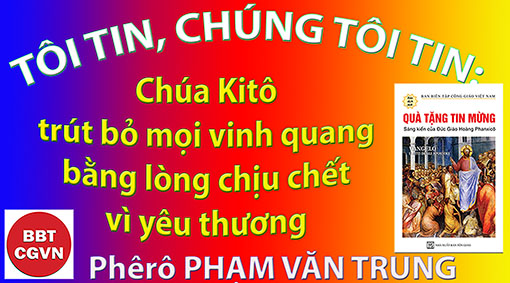 TÔI TIN, CHÚNG TÔI TIN:
Chúa Kitô
trút bỏ mọi vinh quang
bằng lòng chịu chết
vì yêu thương
BAN BIÊN TẬP CÔNG GIÁO VIỆT NAM
QUÀ TẶNG TIN MỪNG
Sáng kiến của Đức Giáo Hoàng Phanxicô
VANGELO
BBT
CGVN
Phêrô PHẠM VĂN TRUNG